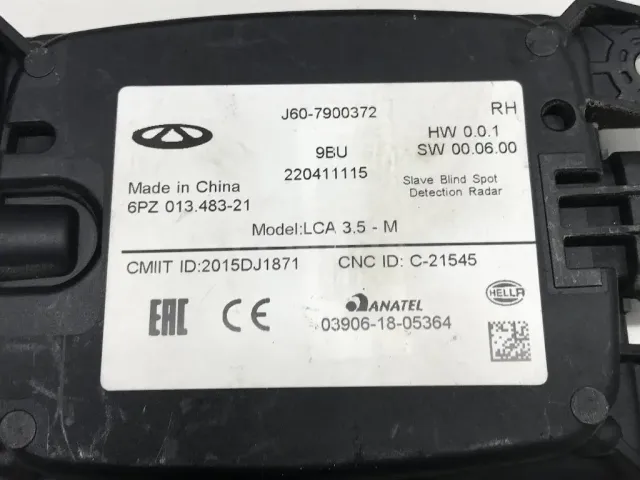 J60-7900372 RH
HW 0.0.1
9BU SW 00.06.00
220411115
Made in China Slave Blind Spot
6PZ 013.483-21 Detection Radar
Model:LCA 3.5 - M
CMIIT ID:2015DJ1871 CNC ID: C-21545
EAC CE ANATEL HELLA
03906-18-05364